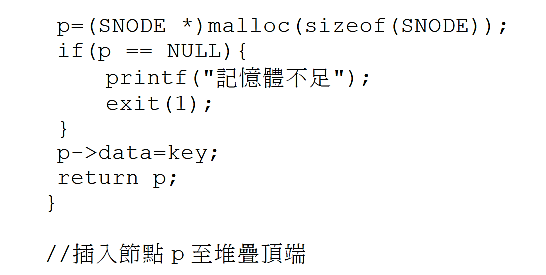 p=(SNODE *)malloc(sizeof(SNODE));
if(p == NULL){
printf("記憶體不足");
exit(1);
}
p->data=key;
return p;
}
//插入節點 p 至堆疊頂端